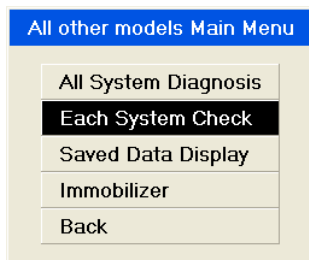 All other models Main Menu
All System Diagnosis
Each System Check
Saved Data Display
Immobilizer
Back